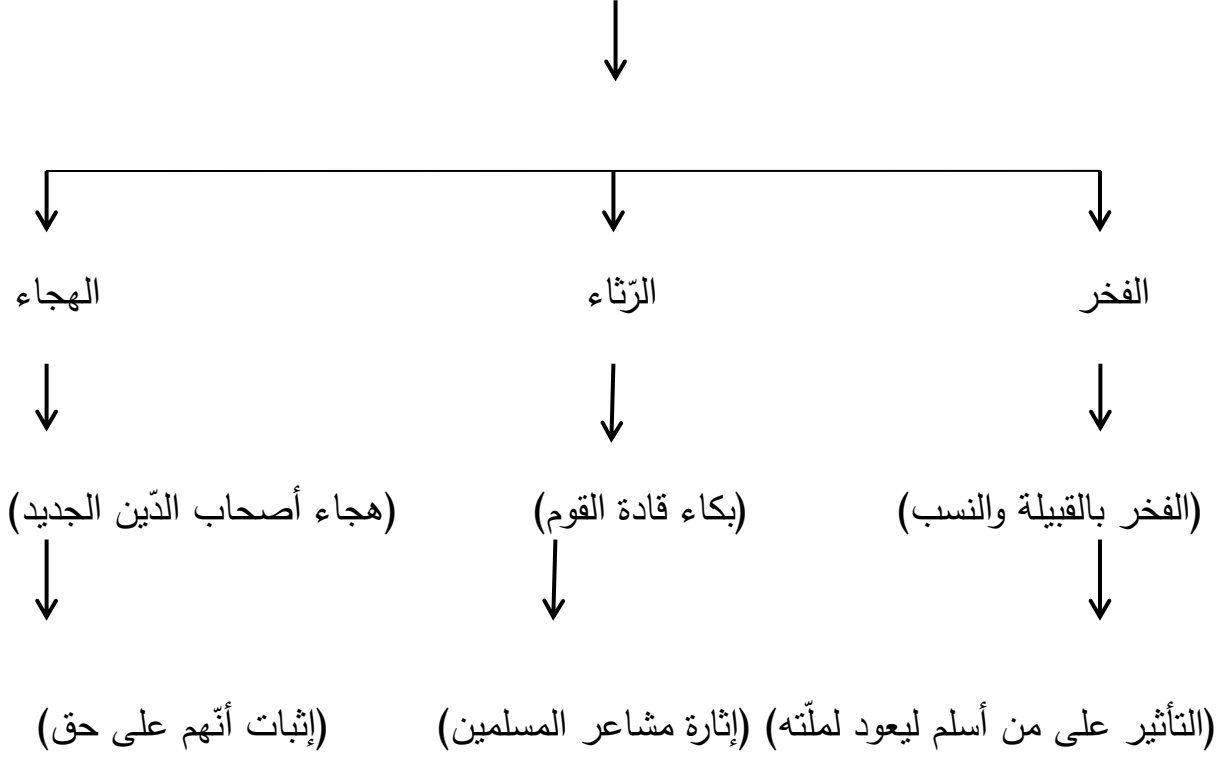 الفخر الرّثاء الهجاء
(الفخر بالقبيلة والنسب) (بكاء قادة القوم) (هجاء أصحاب الدّين الجديد)
(التأثير على من أسلم ليعود لملّته) (إثارة مشاعر المسلمين) (إثبات أنّهم على حق)